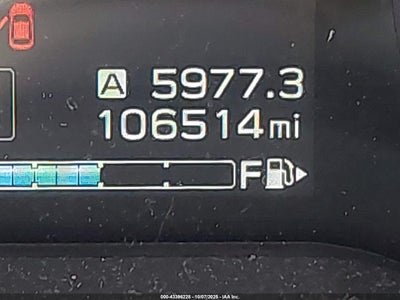 A 5977.3
106514mi
F
000-43396228 - 10/07/2025 - IAA Inc.